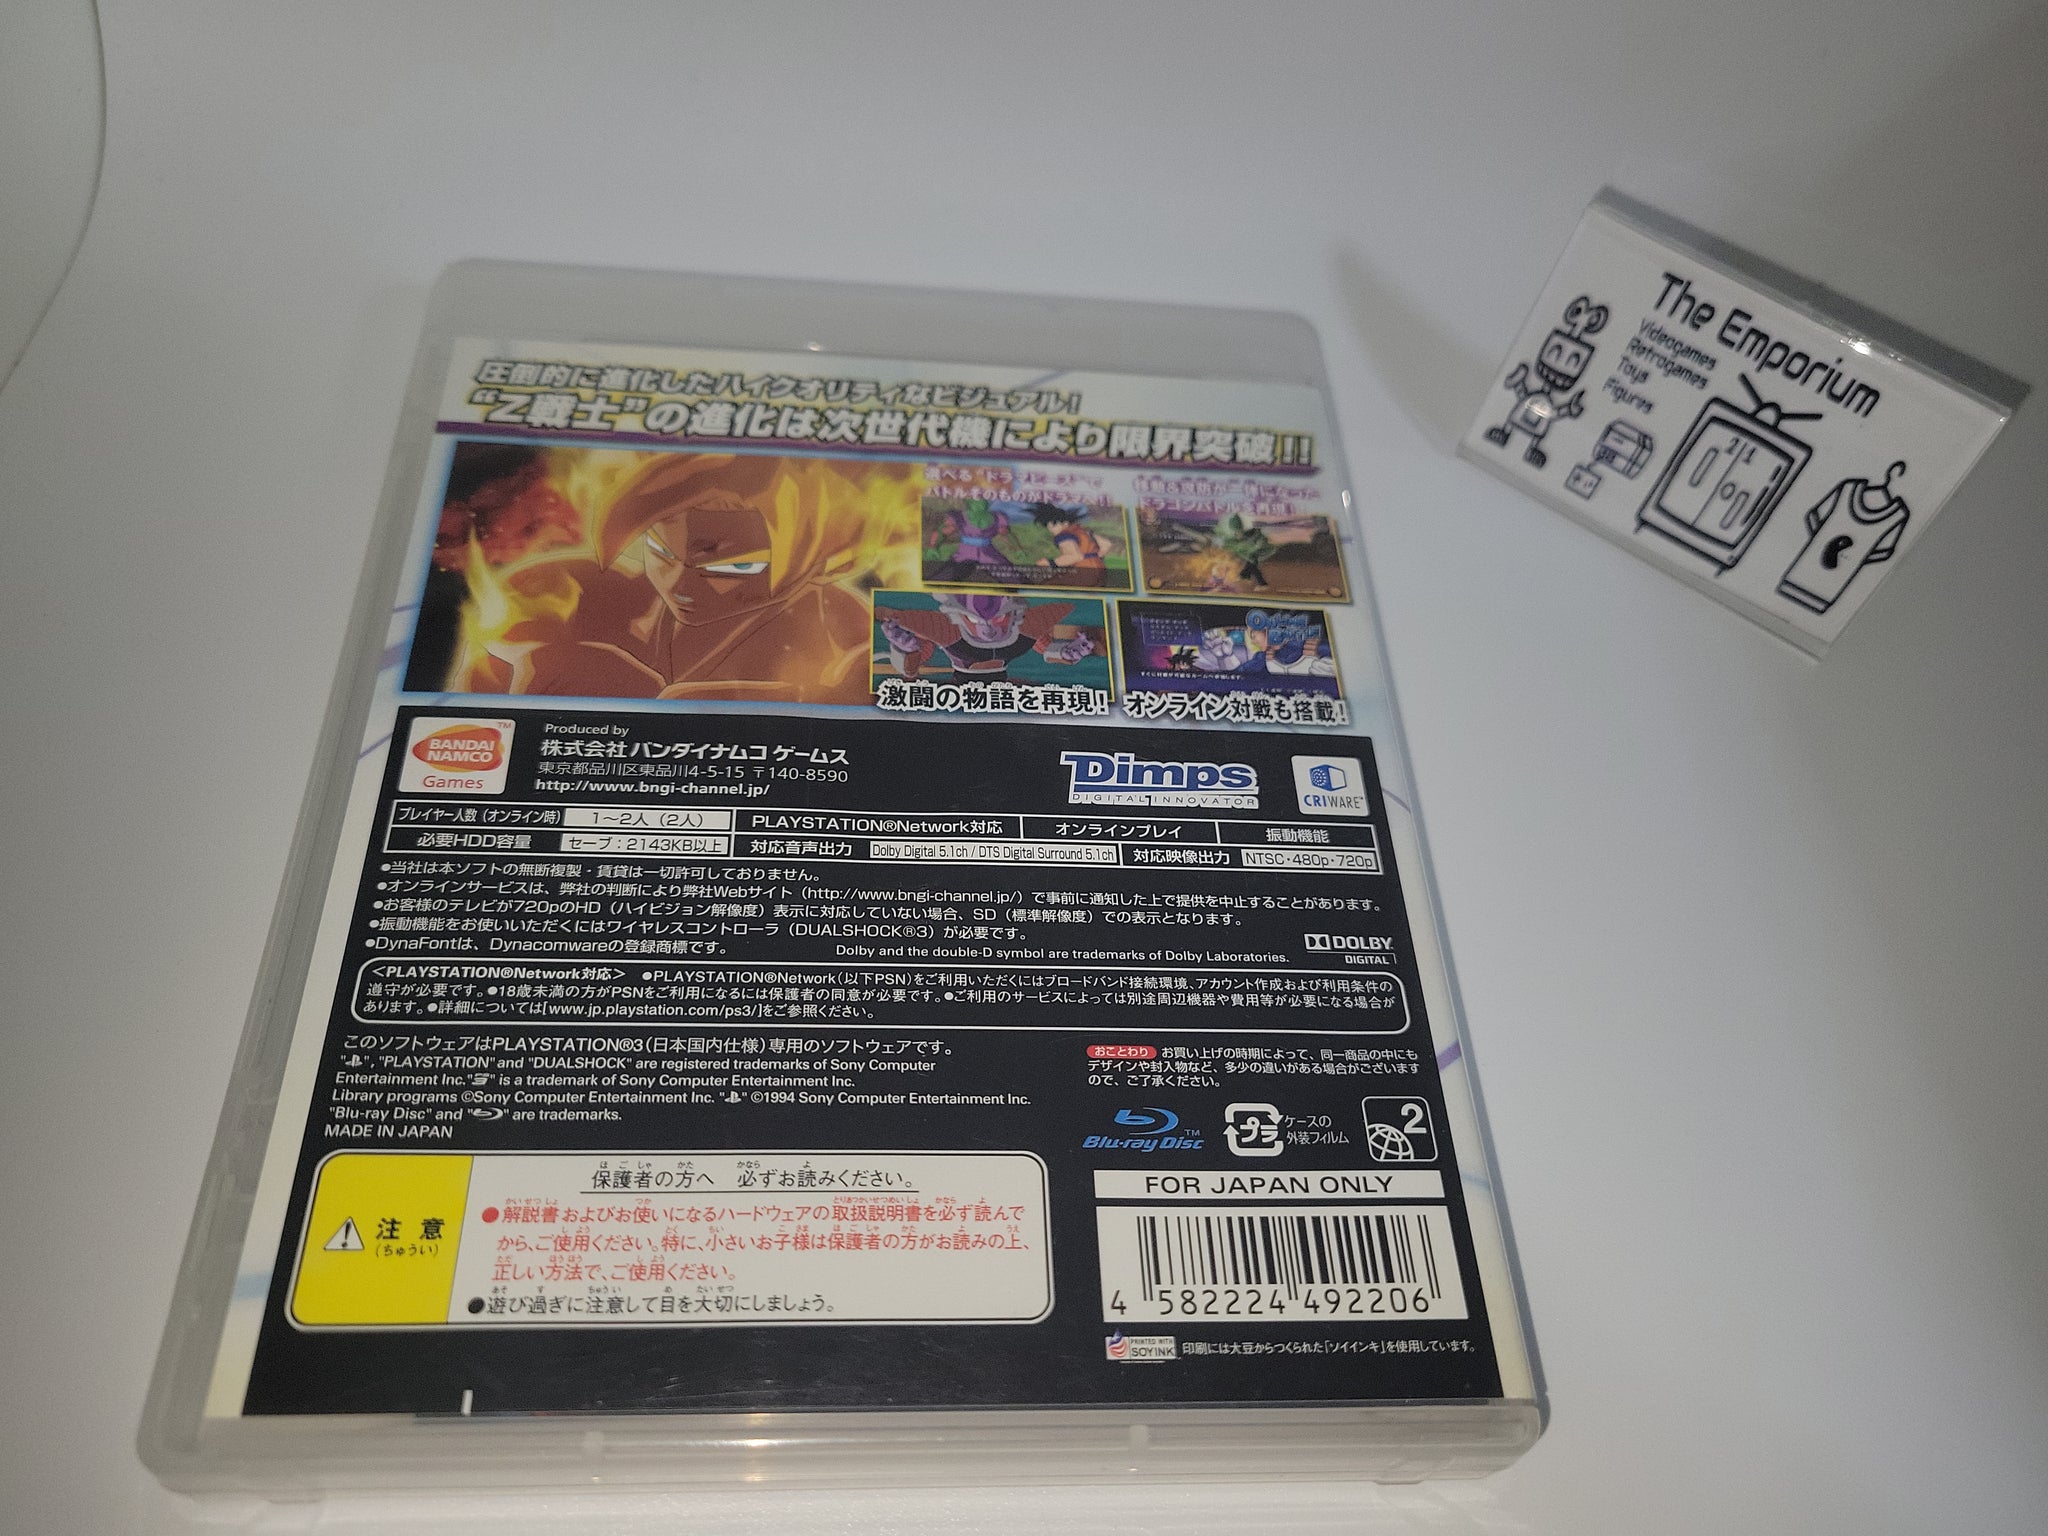 圧倒的に進化したハイクオリティなビジュアル！
“Z戦士”の進化は次世代機により限界突破！！
バトルそのものがドラマへ！！
ドラゴンバトルを再現！
激闘の物語を再現！
オンライン対戦も搭載！
BANDAI NAMCO Games TM
Produced by
株式会社 バンダイナムコ ゲームス
東京都品川区東品川4-5-15 〒140-8590
http://www.bngi-channel.jp/
Dimps
DIGITAL INNOVATOR
CRIWARE
プレイヤー人数（オンライン時） 1〜2人（2人） PLAYSTATION®Network対応 オンラインプレイ 振動機能
必要HDD容量 セーブ：2143KB以上 対応音声出力 Dolby Digital 5.1ch / DTS Digital Surround 5.1ch 対応映像出力 NTSC・480p・720p
●当社は本ソフトの無断複製・賃貸は一切許可しておりません。
●オンラインサービスは、弊社の判断により弊社Webサイト（http://www.bngi-channel.jp/）で事前に通知した上で提供を中止することがあります。
●お客様のテレビが720pのHD（ハイビジョン解像度）表示に対応していない場合、SD（標準解像度）での表示となります。
●振動機能をお使いいただくにはワイヤレスコントローラ（DUALSHOCK®3）が必要です。
●DynaFontは、Dynacomwareの登録商標です。
Dolby and the double-D symbol are trademarks of Dolby Laboratories.
DOLBY DIGITAL
<PLAYSTATION®Network対応> ●PLAYSTATION®Network（以下PSN）をご利用いただくにはブロードバンド接続環境、アカウント作成および利用条件の
遵守が必要です。●18歳未満の方がPSNをご利用になるには保護者の同意が必要です。●ご利用のサービスによっては別途周辺機器や費用等が必要になる場合が
あります。●詳細については[www.jp.playstation.com/ps3/]をご参照ください。
このソフトウェアはPLAYSTATION®3（日本国内仕様）専用のソフトウェアです。
" ", "PLAYSTATION" and "DUALSHOCK" are registered trademarks of Sony Computer
Entertainment Inc." " is a trademark of Sony Computer Entertainment Inc.
Library programs ©Sony Computer Entertainment Inc. " " ©1994 Sony Computer Entertainment Inc.
"Blu-ray Disc" and " " are trademarks.
MADE IN JAPAN
おことわり お買い上げの時期によって、同一商品の中にも
デザインや封入物など、多少の違いがある場合がございます
ので、ご了承ください。
Blu-ray Disc TM
プラ
ケースの
外装フィルム
2
注意
（ちゅうい）
保護者の方へ 必ずお読みください。
●解説書およびお使いになるハードウェアの取扱説明書を必ず読んで
から、ご使用ください。特に、小さいお子様は保護者の方がお読みの上、
正しい方法で、ご使用ください。
●遊び過ぎに注意して目を大切にしましょう。
FOR JAPAN ONLY
4 582224 492206
PRINTED WITH
SOY INK
印刷には大豆からつくられた「ソイインキ」を使用しています。
The Emporium
Videogames
Retrogames
Toys
Figures